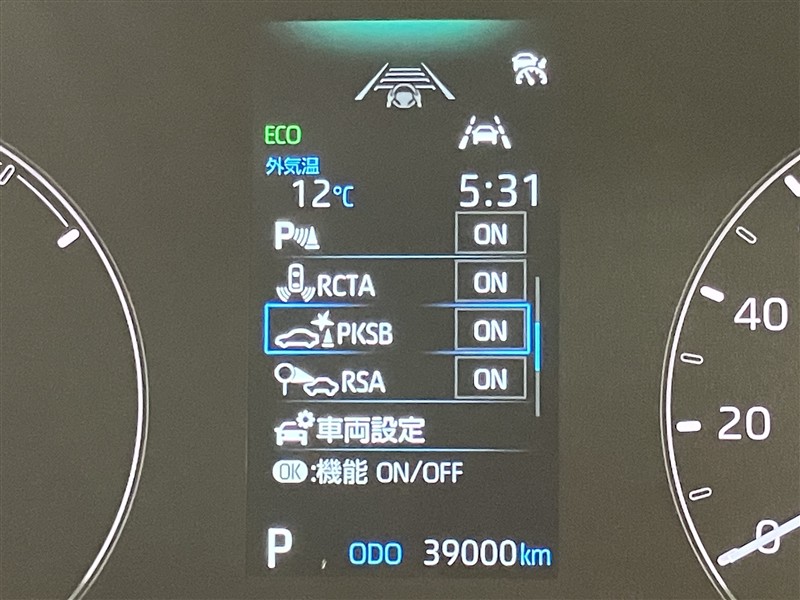 ECO
外気温
12℃ 5:31
P ON
RCTA ON
PKSB ON
RSA ON
車両設定
OK:機能 ON/OFF
P ODO 39000km
40
20
0